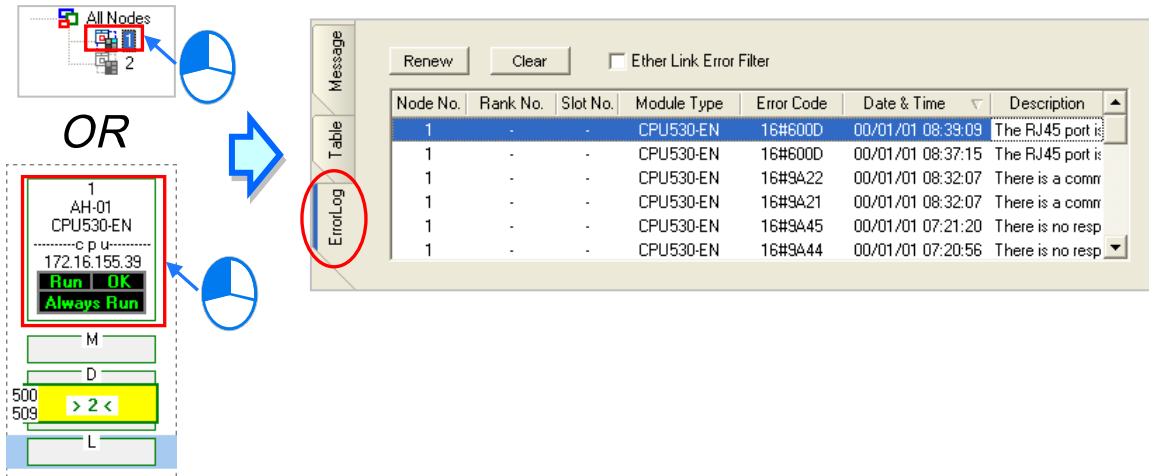 All Nodes
1
2
OR
1
AH-01
CPU530-EN
---------c p u---------
172.16.155.39
Run OK
Always Run
M
D
500
509
> 2 <
L
Message
Table
ErrorLog
Renew Clear Ether Link Error Filter
Node No. Rank No. Slot No. Module Type Error Code Date & Time Description
1 - - CPU530-EN 16#600D 00/01/01 08:39:09 The RJ45 port is
1 - - CPU530-EN 16#600D 00/01/01 08:37:15 The RJ45 port is
1 - - CPU530-EN 16#9A22 00/01/01 08:32:07 There is a comm
1 - - CPU530-EN 16#9A21 00/01/01 08:32:07 There is a comm
1 - - CPU530-EN 16#9A45 00/01/01 07:21:20 There is no resp
1 - - CPU530-EN 16#9A44 00/01/01 07:20:56 There is no resp